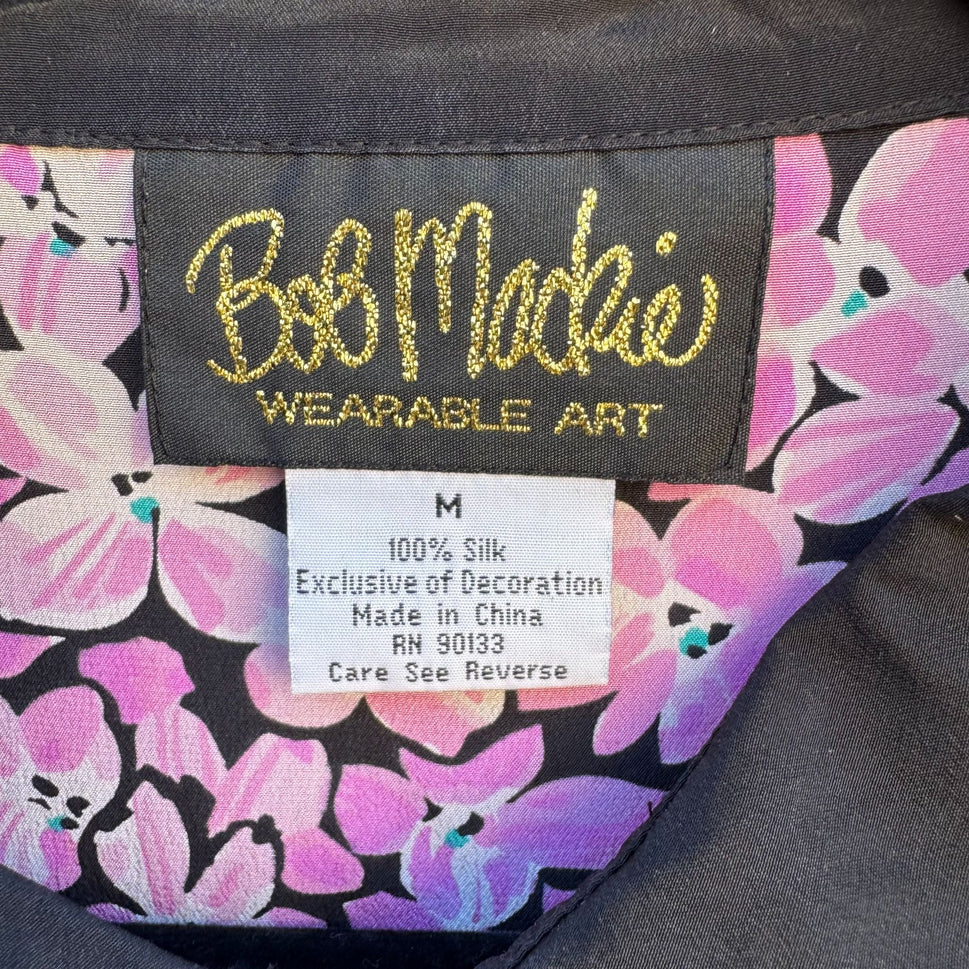 Bob Mackie
WEARABLE ART
M
100% Silk
Exclusive of Decoration
Made in China
RN 90133
Care See Reverse